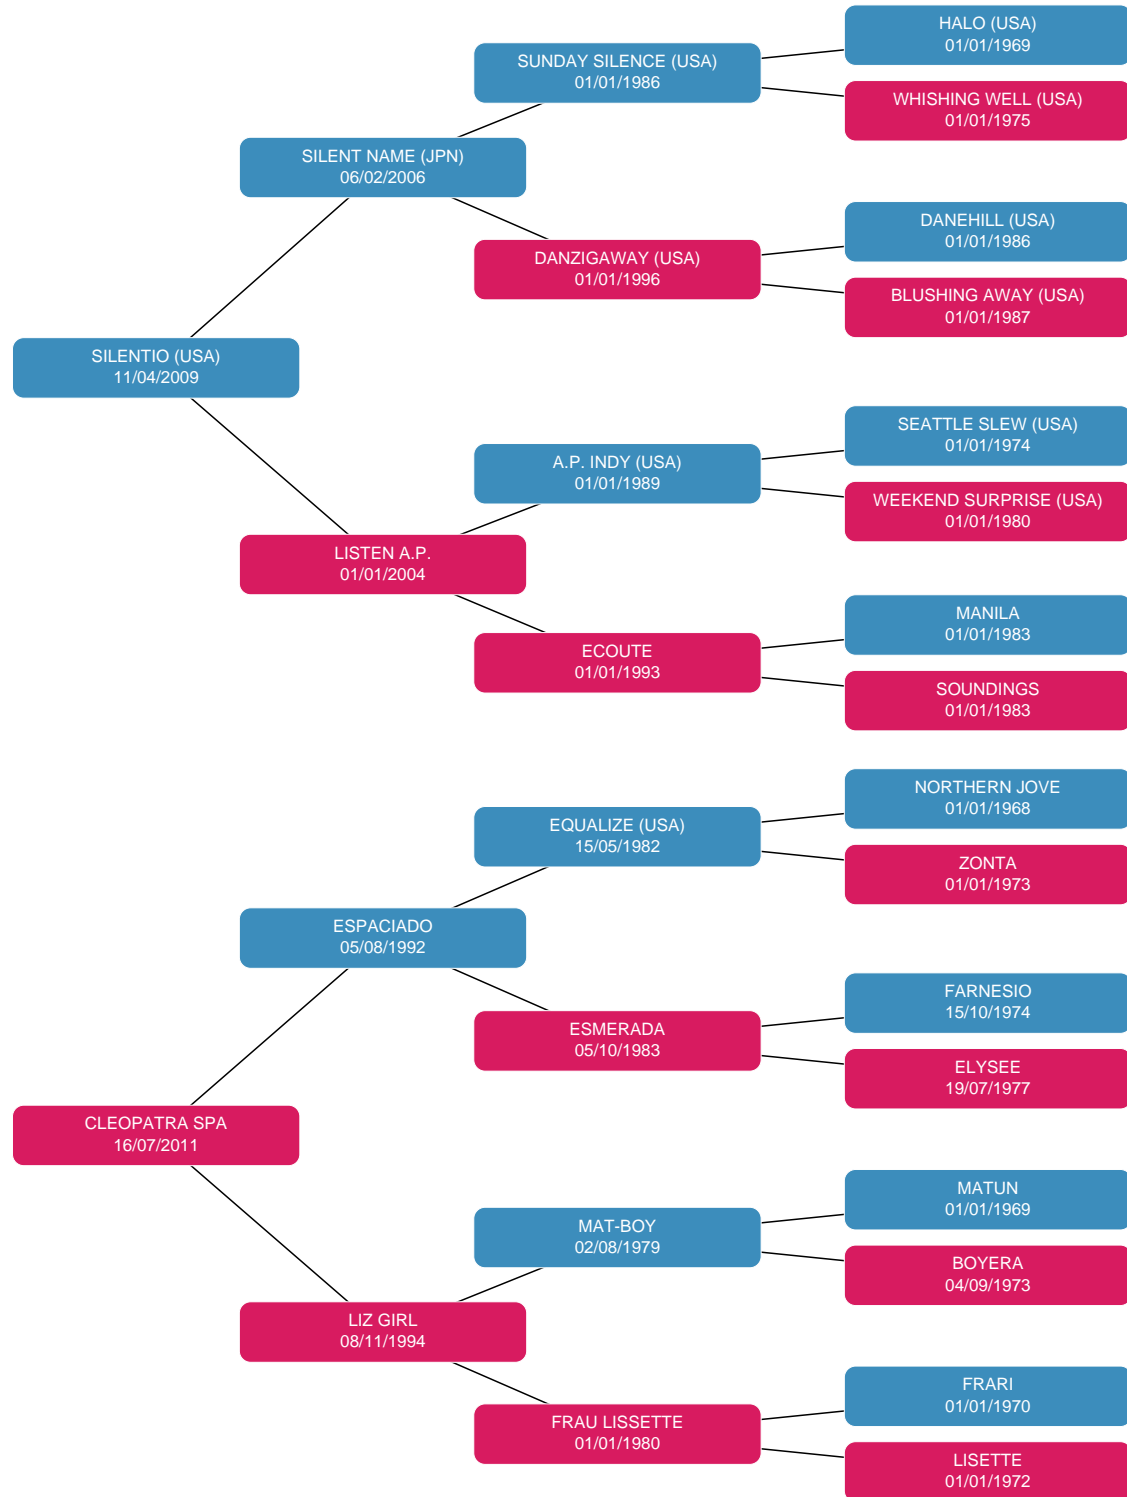 HALO (USA)
01/01/1969
SUNDAY SILENCE (USA)
01/01/1986
WHISHING WELL (USA)
01/01/1975
SILENT NAME (JPN)
06/02/2006
DANEHILL (USA)
01/01/1986
DANZIGAWAY (USA)
01/01/1996
BLUSHING AWAY (USA)
01/01/1987
SILENTIO (USA)
11/04/2009
SEATTLE SLEW (USA)
01/01/1974
A.P. INDY (USA)
01/01/1989
WEEKEND SURPRISE (USA)
01/01/1980
LISTEN A.P.
01/01/2004
MANILA
01/01/1983
ECOUTE
01/01/1993
SOUNDINGS
01/01/1983
NORTHERN JOVE
01/01/1968
EQUALIZE (USA)
15/05/1982
ZONTA
01/01/1973
ESPACIADO
05/08/1992
FARNESIO
15/10/1974
ESMERADA
05/10/1983
ELYSEE
19/07/1977
CLEOPATRA SPA
16/07/2011
MATUN
01/01/1969
MAT-BOY
02/08/1979
BOYERA
04/09/1973
LIZ GIRL
08/11/1994
FRARI
01/01/1970
FRAU LISSETTE
01/01/1980
LISETTE
01/01/1972